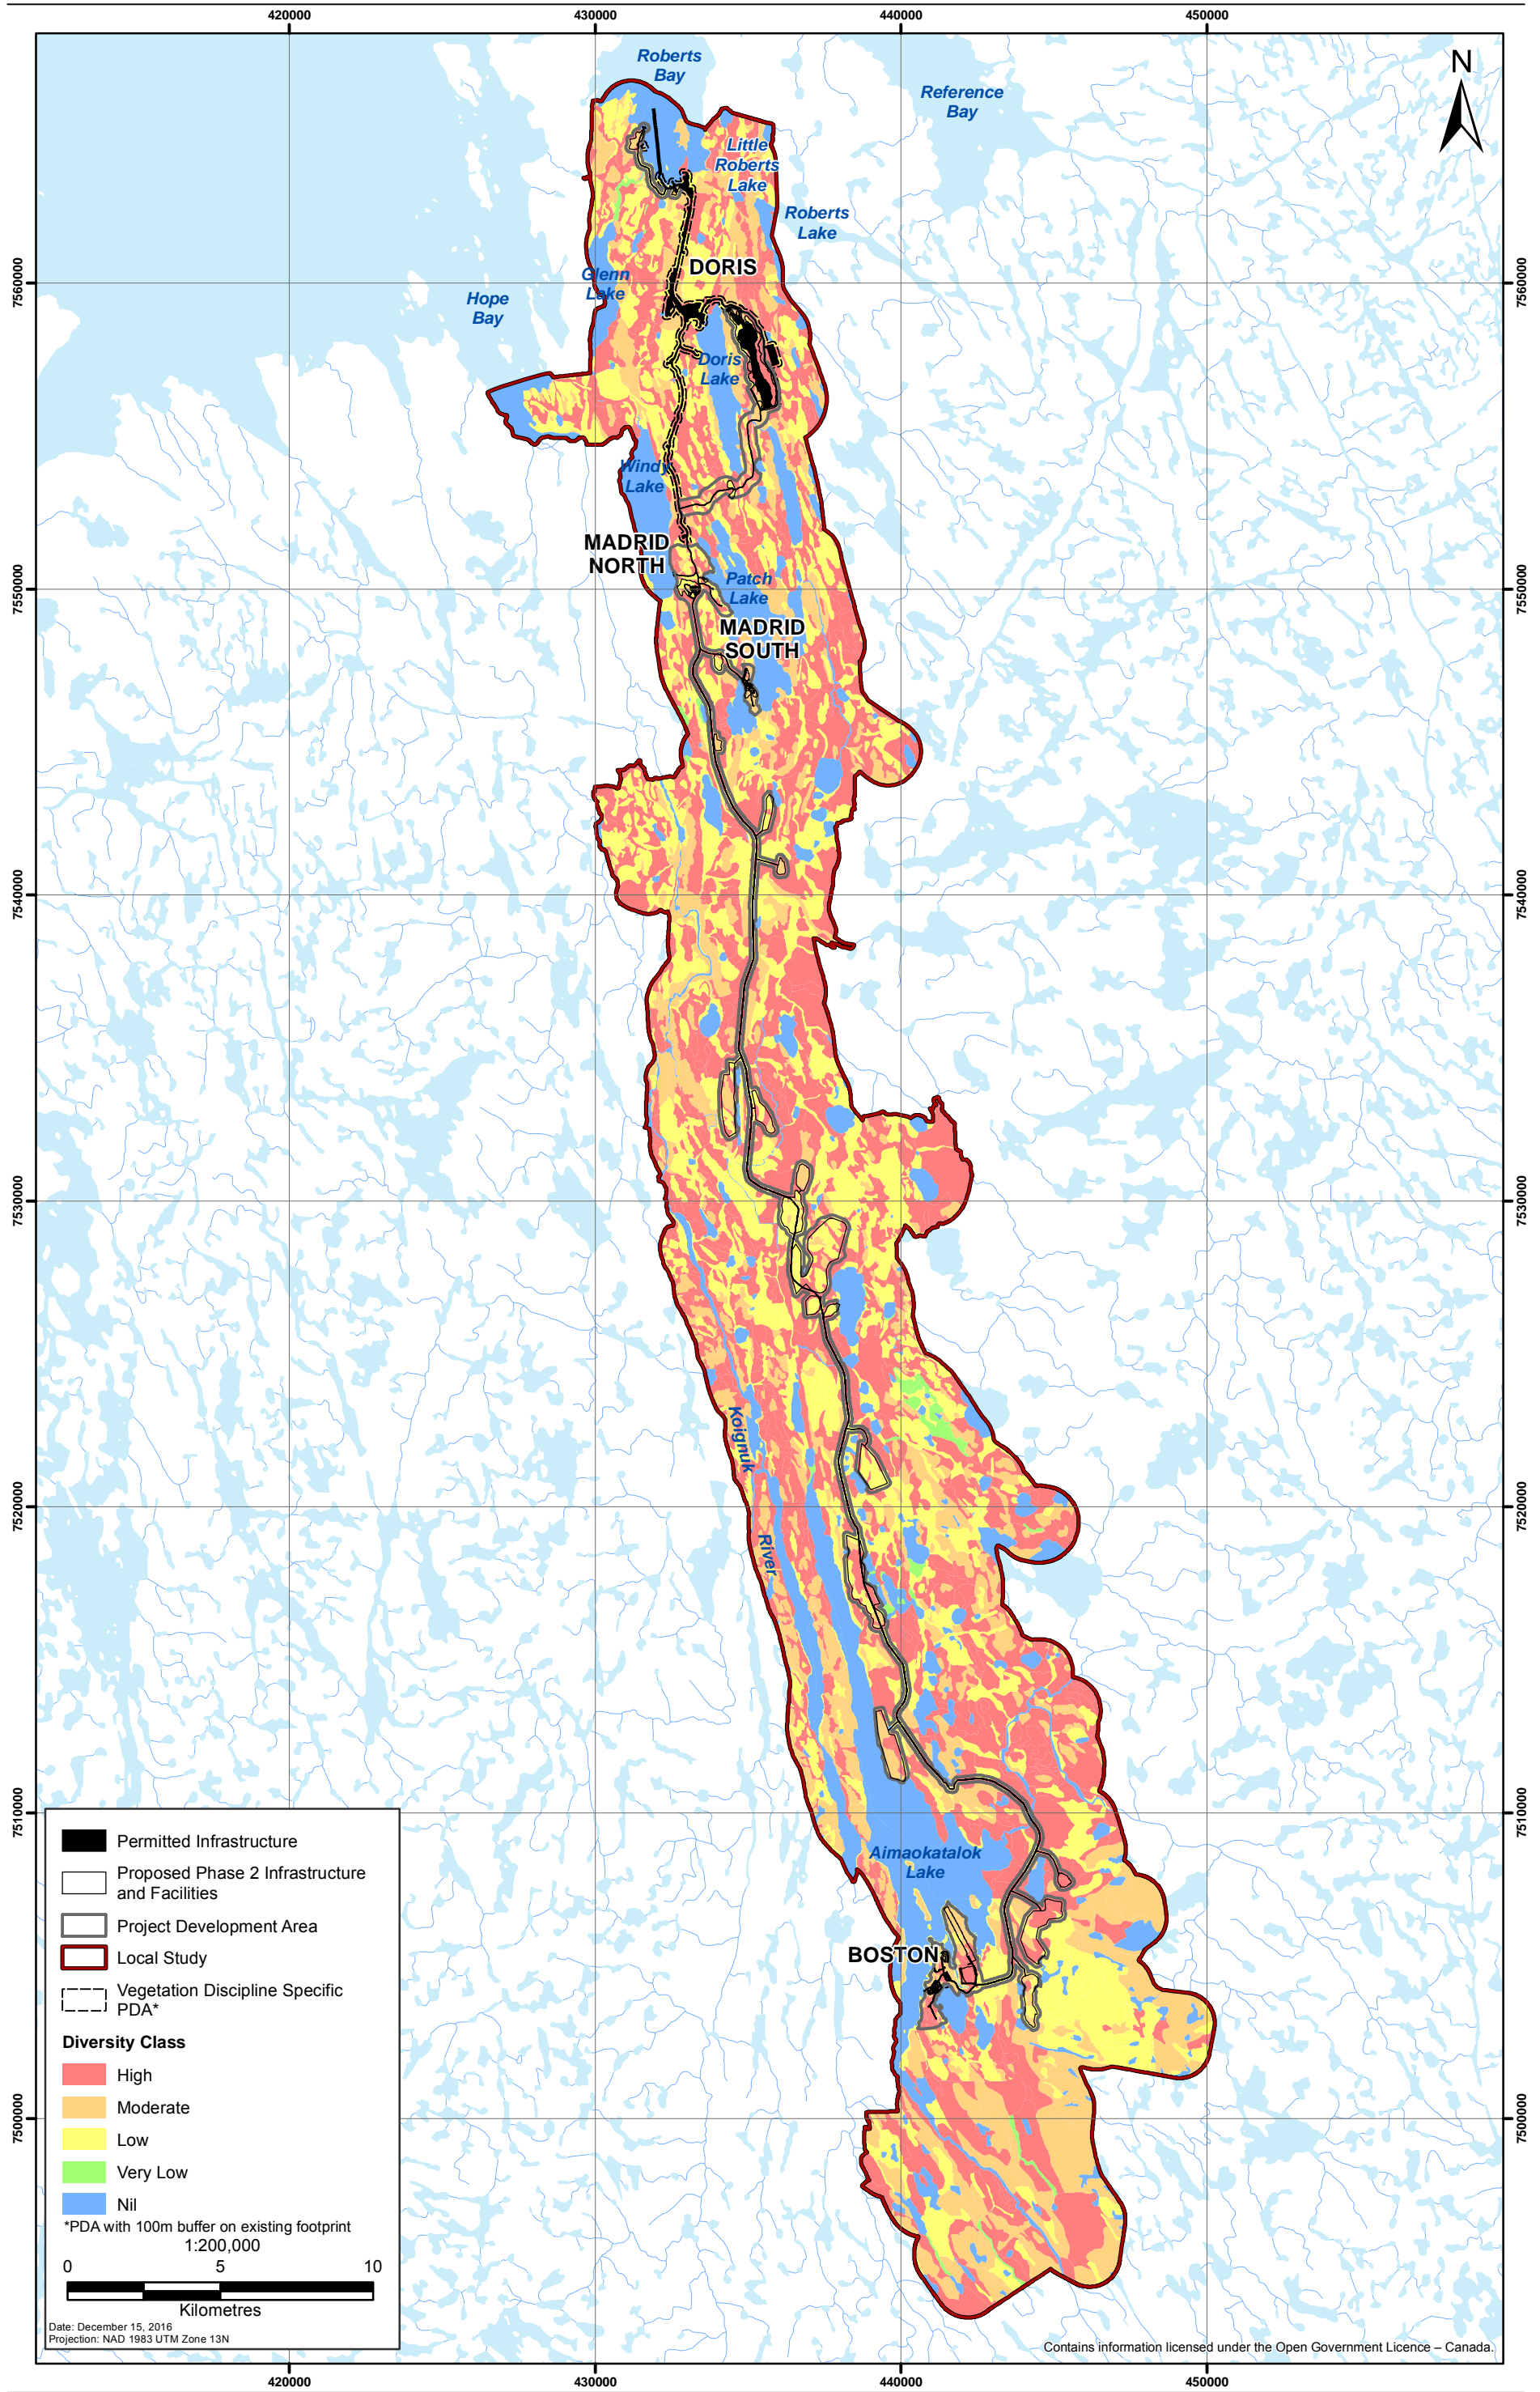 420000
430000
440000
450000
N
Roberts
Bay
Reference
Bay
Little
Roberts
Lake
Roberts
Lake
DORIS
Glenn
Lake
7560000
7560000
Hope
Bay
Doris
Lake
Windy
Lake
MADRID
NORTH
Patch
Lake
7550000
7550000
MADRID
SOUTH
7540000
7540000
7530000
7530000
Koignuk
River
7520000
7520000
7510000
7510000
Aimaokatalok
Lake
BOSTON
7500000
7500000
Permitted Infrastructure
Proposed Phase 2 Infrastructure
and Facilities
Project Development Area
Local Study
Vegetation Discipline Specific
PDA*
Diversity Class
High
Moderate
Low
Very Low
Nil
*PDA with 100m buffer on existing footprint
1:200,000
0 5 10
Kilometres
Date: December 15, 2016
Projection: NAD 1983 UTM Zone 13N
Contains information licensed under the Open Government Licence – Canada.
420000
430000
440000
450000